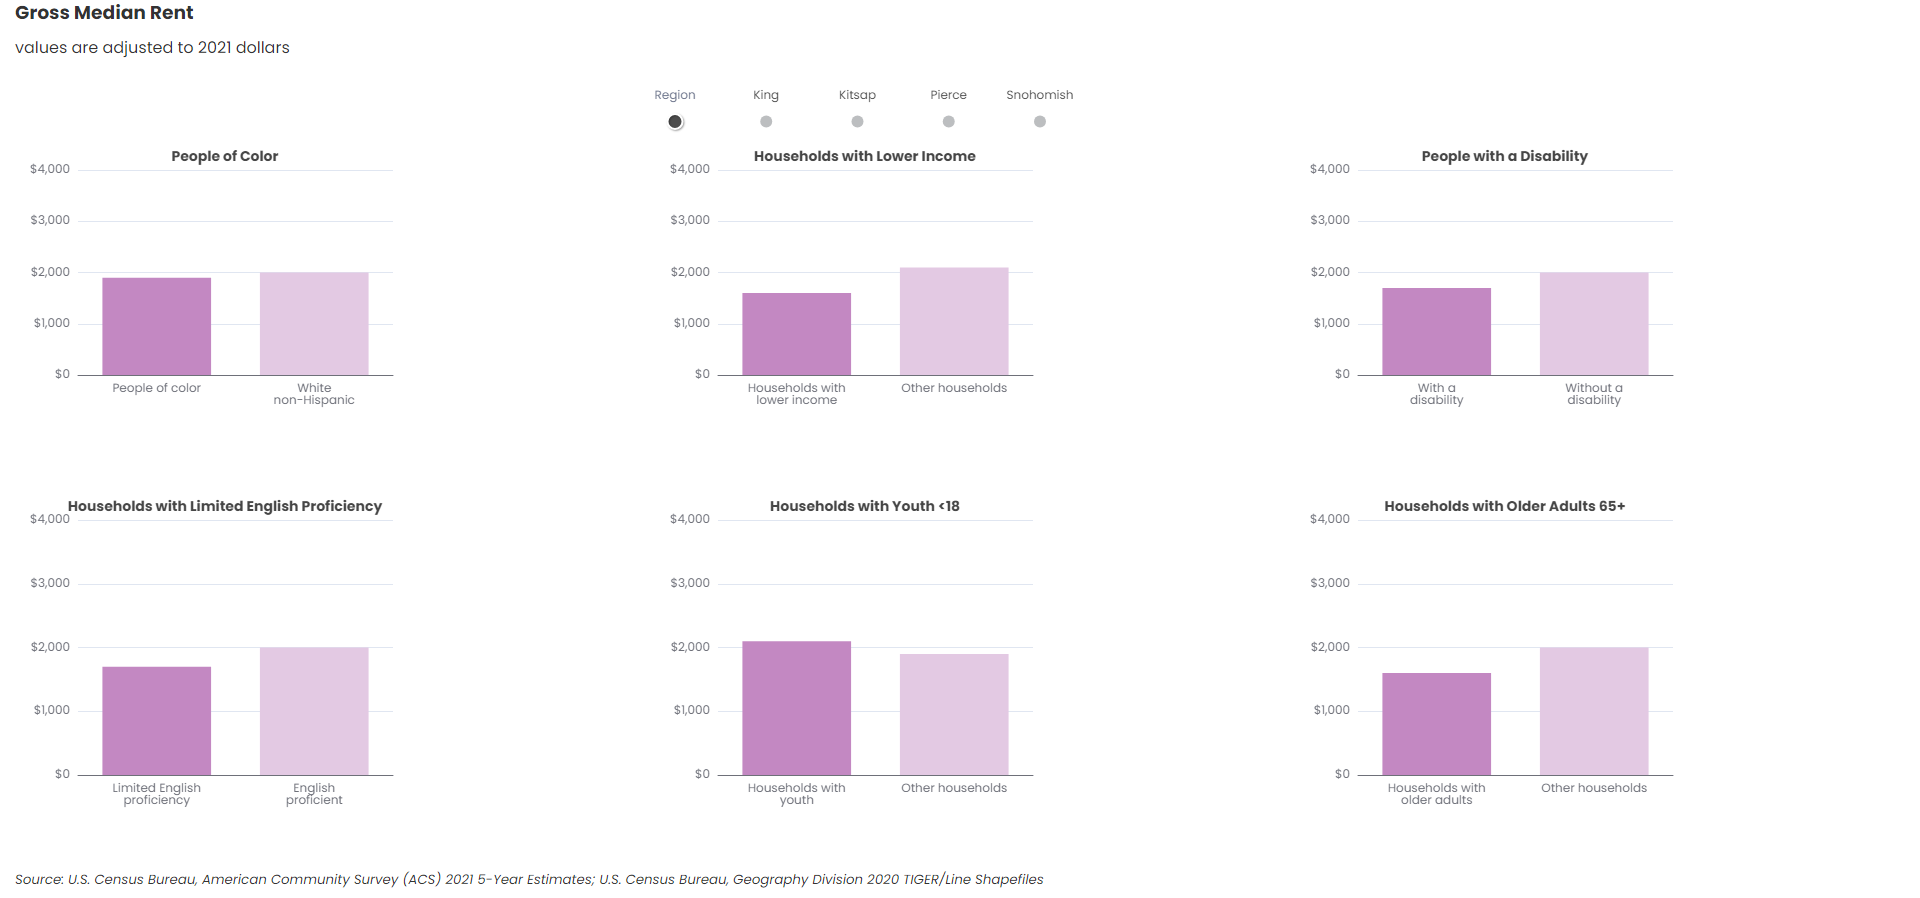 Gross Median Rent
values are adjusted to 2021 dollars
Region King Kitsap Pierce Snohomish
People of Color
$4,000
$3,000
$2,000
$1,000
$0
People of color
White
non-Hispanic
Households with Lower Income
$4,000
$3,000
$2,000
$1,000
$0
Households with
lower income
Other households
People with a Disability
$4,000
$3,000
$2,000
$1,000
$0
With a
disability
Without a
disability
Households with Limited English Proficiency
$4,000
$3,000
$2,000
$1,000
$0
Limited English
proficiency
English
proficient
Households with Youth <18
$4,000
$3,000
$2,000
$1,000
$0
Households with
youth
Other households
Households with Older Adults 65+
$4,000
$3,000
$2,000
$1,000
$0
Households with
older adults
Other households
Source: U.S. Census Bureau, American Community Survey (ACS) 2021 5-Year Estimates; U.S. Census Bureau, Geography Division 2020 TIGER/Line Shapefiles